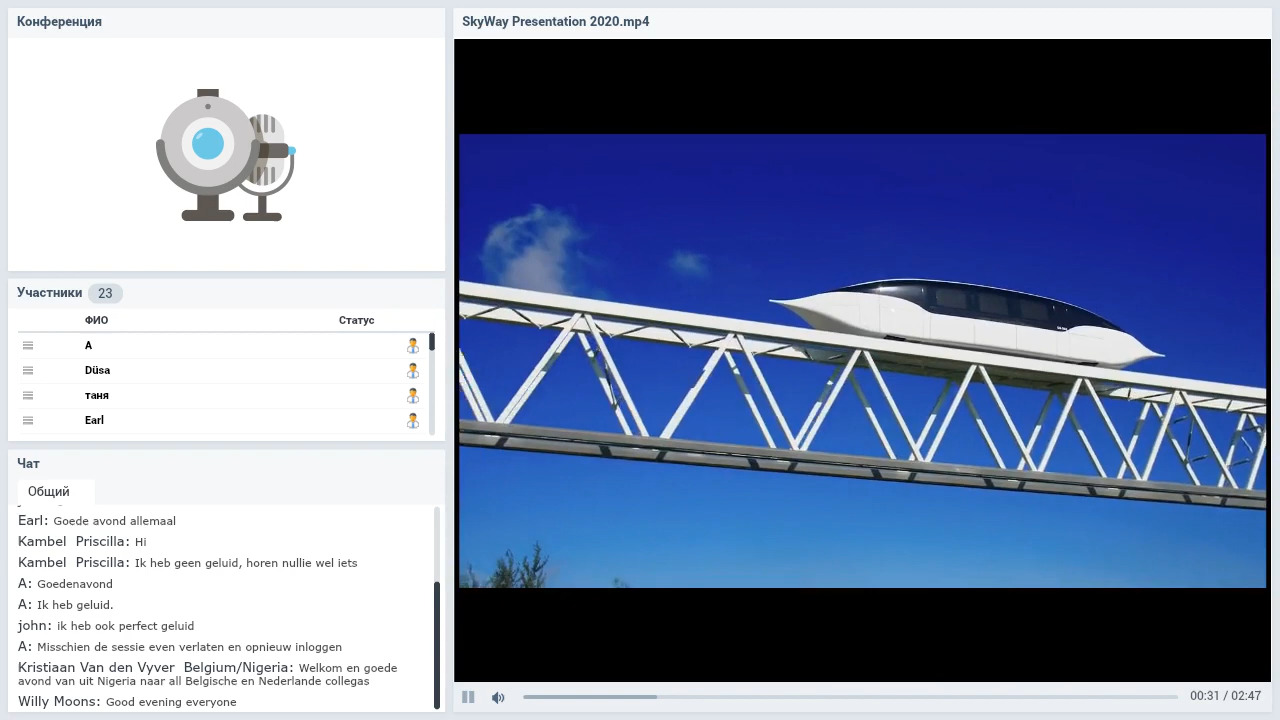 Конференция
SkyWay Presentation 2020.mp4
Участники 23
ФИО Статус
A
Düsa
таня
Earl
Чат
Общий
Earl: Goede avond allemaal
Kambel Priscilla: Hi
Kambel Priscilla: Ik heb geen geluid, horen nullie wel iets
A: Goedenavond
A: Ik heb geluid.
john: ik heb ook perfect geluid
A: Misschien de sessie even verlaten en opnieuw inloggen
Kristiaan Van den Vyver Belgium/Nigeria: Welkom en goede
avond van uit Nigeria naar all Belgische en Nederlande collegas
Willy Moons: Good evening everyone
00:31 / 02:47